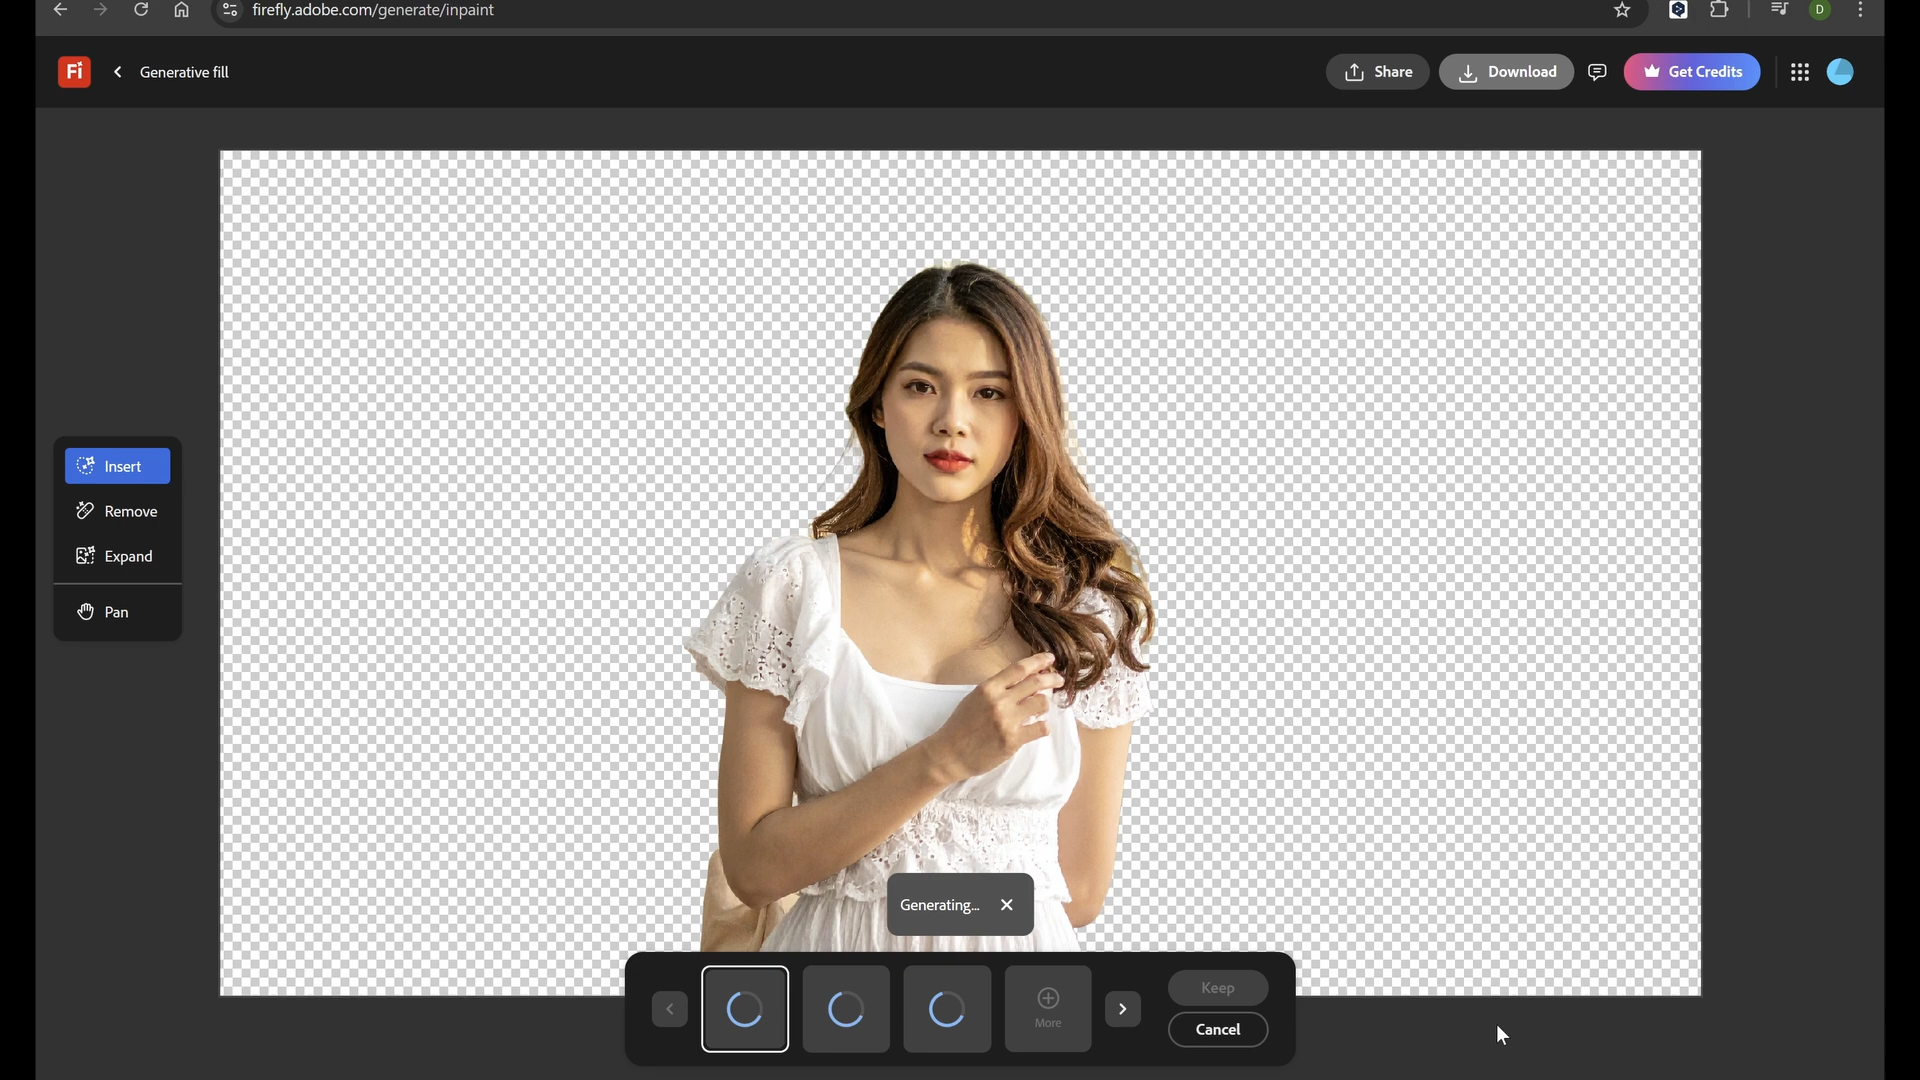 firefly.adobe.com/generate/inpaint
D
Fi
Generative fill
Share
Download
Get Credits
Insert
Remove
Expand
Pan
Generating...
More
Keep
Cancel